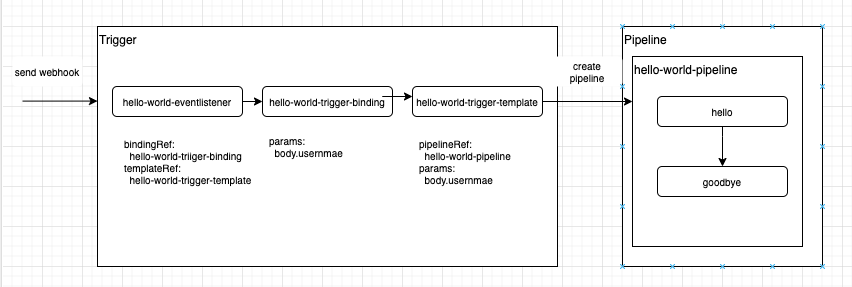 Trigger
Pipeline
send webhook
create
pipeline
hello-world-pipeline
hello-world-eventlistener
hello-world-trigger-binding
hello-world-trigger-template
hello
bindingRef:
hello-world-triiger-binding
templateRef:
hello-world-trigger-template
params:
body.usernmae
pipelineRef:
hello-world-pipeline
params:
body.usernmae
goodbye